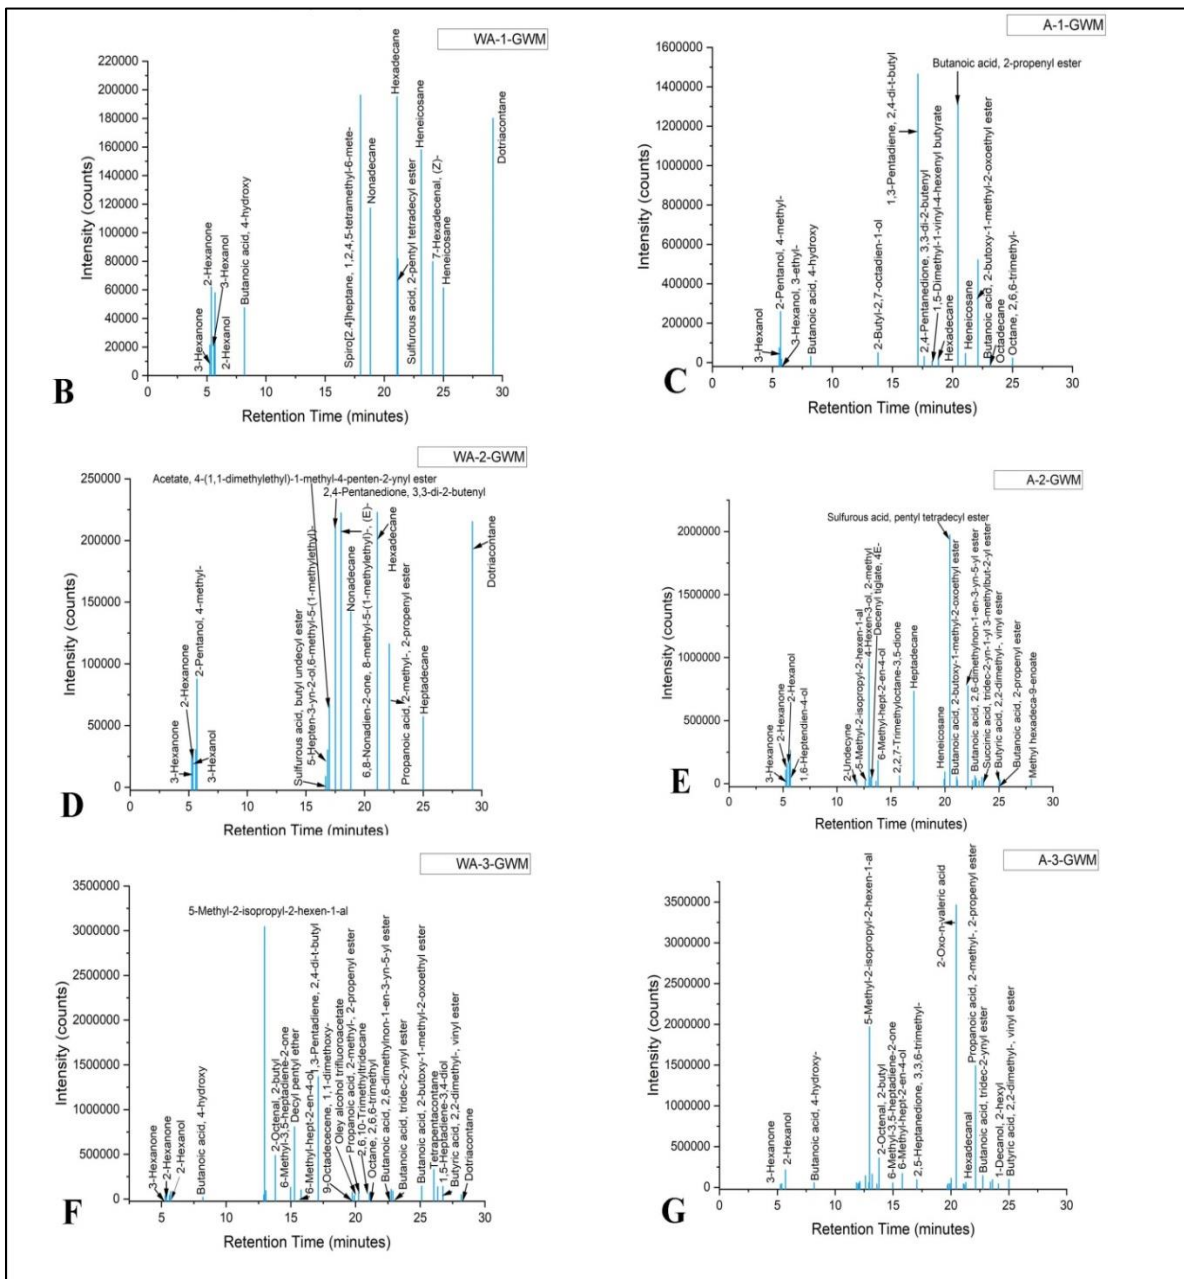 WA-1-GWM
Intensity (counts)
220000
200000
180000
160000
140000
120000
100000
80000
60000
40000
20000
0
3-Hexanone
2-Hexanone
3-Hexanol
2-Hexanol
Butanoic acid, 4-hydroxy
Spiro[2.4]heptane, 1,2,4,5-tetramethyl-6-mete-
Nonadecane
Hexadecane
Sulfurous acid, 2-pentyl tetradecyl ester
Heneicosane
7-Hexadecenal, (Z)-
Heneicosane
Dotriacontane
0 5 10 15 20 25 30
Retention Time (minutes)
B
A-1-GWM
Intensity (counts)
1600000
1400000
1200000
1000000
800000
600000
400000
200000
0
3-Hexanol
2-Pentanol, 4-methyl-
3-Hexanol, 3-ethyl-
Butanoic acid, 4-hydroxy
2-Butyl-2,7-octadien-1-ol
1,3-Pentadiene, 2,4-di-t-butyl
2,4-Pentanedione, 3,3-di-2-butenyl
1,5-Dimethyl-1-vinyl-4-hexenyl butyrate
Hexadecane
Butanoic acid, 2-propenyl ester
Heneicosane
Butanoic acid, 2-butoxy-1-methyl-2-oxoethyl ester
Octadecane
Octane, 2,6,6-trimethyl-
0 5 10 15 20 25 30
Retention Time (minutes)
C
WA-2-GWM
Intensity (counts)
250000
200000
150000
100000
50000
0
3-Hexanone
2-Hexanone
2-Pentanol, 4-methyl-
3-Hexanol
Acetate, 4-(1,1-dimethylethyl)-1-methyl-4-penten-2-ynyl ester
2,4-Pentanedione, 3,3-di-2-butenyl
Sulfurous acid, butyl undecyl ester
5-Hepten-3-yn-2-ol,6-methyl-5-(1-methylethyl)-
Nonadecane
6,8-Nonadien-2-one, 8-methyl-5-(1-methylethyl)-, (E)-
Hexadecane
Propanoic acid, 2-methyl-, 2-propenyl ester
Heptadecane
Dotriacontane
0 5 10 15 20 25 30
Retention Time (minutes)
D
A-2-GWM
Intensity (counts)
2000000
1500000
1000000
500000
0
3-Hexanone
2-Hexanone
2-Hexanol
1,6-Heptendien-4-ol
2-Undecyne
5-Methyl-2-isopropyl-2-hexen-1-al
4-Hexen-3-ol, 2-methyl
Decenyl tiglate, 4E-
6-Methyl-hept-2-en-4-ol
2,2,7-Trimethyloctane-3,5-dione
Heptadecane
Sulfurous acid, pentyl tetradecyl ester
Heneicosane
Butanoic acid, 2-butoxy-1-methyl-2-oxoethyl ester
Butanoic acid, 2,6-dimethylnon-1-en-3-yn-5-yl ester
Succinic acid, tridec-2-yn-1-yl 3-methylbut-2-yl ester
Butyric acid, 2,2-dimethyl-, vinyl ester
Butanoic acid, 2-propenyl ester
Methyl hexadeca-9-enoate
0 5 10 15 20 25 30
Retention Time (minutes)
E
WA-3-GWM
Intensity (counts)
3500000
3000000
2500000
2000000
1500000
1000000
500000
0
3-Hexanone
2-Hexanone
2-Hexanol
Butanoic acid, 4-hydroxy
5-Methyl-2-isopropyl-2-hexen-1-al
2-Octenal, 2-butyl
6-Methyl-3,5-heptadiene-2-one
Decyl pentyl ether
6-Methyl-hept-2-en-4-ol
1,3-Pentadiene, 2,4-di-t-butyl
9-Octadececene, 1,1-dimethoxy-
Oley alcohol trifluoroacetate
Propanoic acid, 2-methyl-, 2-propenyl ester
2,6,10-Trimethyltridecane
Octane, 2,6,6-trimethyl
Butanoic acid, 2,6-dimethylnon-1-en-3-yn-5-yl ester
Butanoic acid, tridec-2-ynyl ester
Butanoic acid, 2-butoxy-1-methyl-2-oxoethyl ester
Tetrapentacontane
1,5-Heptadiene-3,4-diol
Butyric acid, 2,2-dimethyl-, vinyl ester
Dotriacontane
5 10 15 20 25 30
Retention Time (minutes)
F
A-3-GWM
Intensity (counts)
3500000
3000000
2500000
2000000
1500000
1000000
500000
0
3-Hexanone
2-Hexanol
Butanoic acid, 4-hydroxy-
5-Methyl-2-isopropyl-2-hexen-1-al
2-Octenal, 2-butyl
6-Methyl-3,5-heptadiene-2-one
6-Methyl-hept-2-en-4-ol
2,5-Heptanedione, 3,3,6-trimethyl-
2-Oxo-n-valeric acid
Hexadecanal
Propanoic acid, 2-methyl-, 2-propenyl ester
Butanoic acid, tridec-2-ynyl ester
1-Decanol, 2-hexyl
Butyric acid, 2,2-dimethyl-, vinyl ester
0 5 10 15 20 25 30
Retention Time (minutes)
G